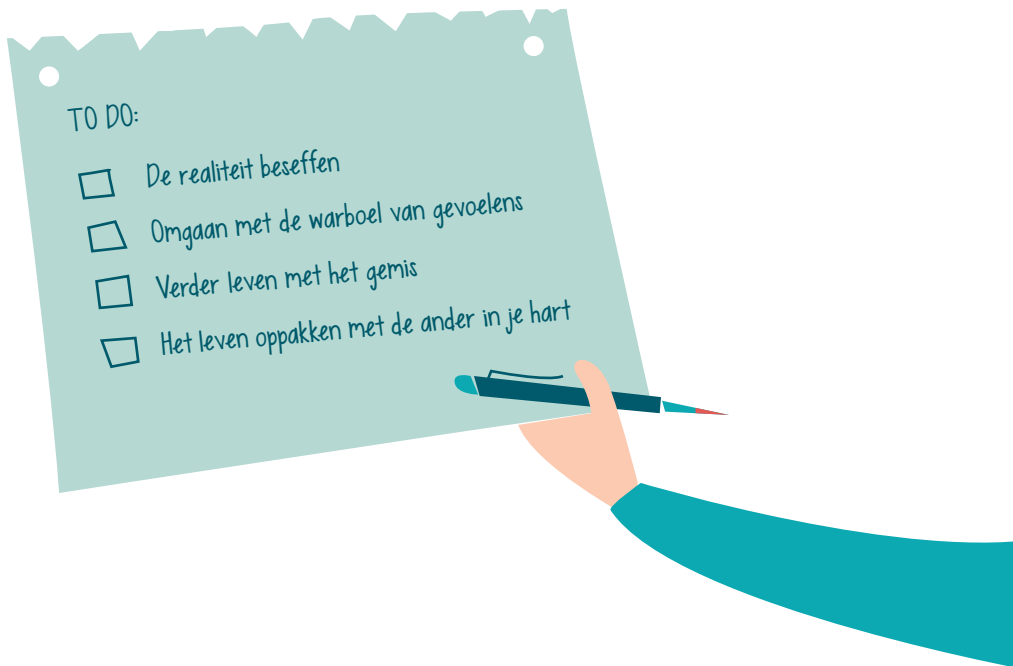 TO DO:
De realiteit beseffen
Omgaan met de warboel van gevoelens
Verder leven met het gemis
Het leven oppakken met de ander in je hart